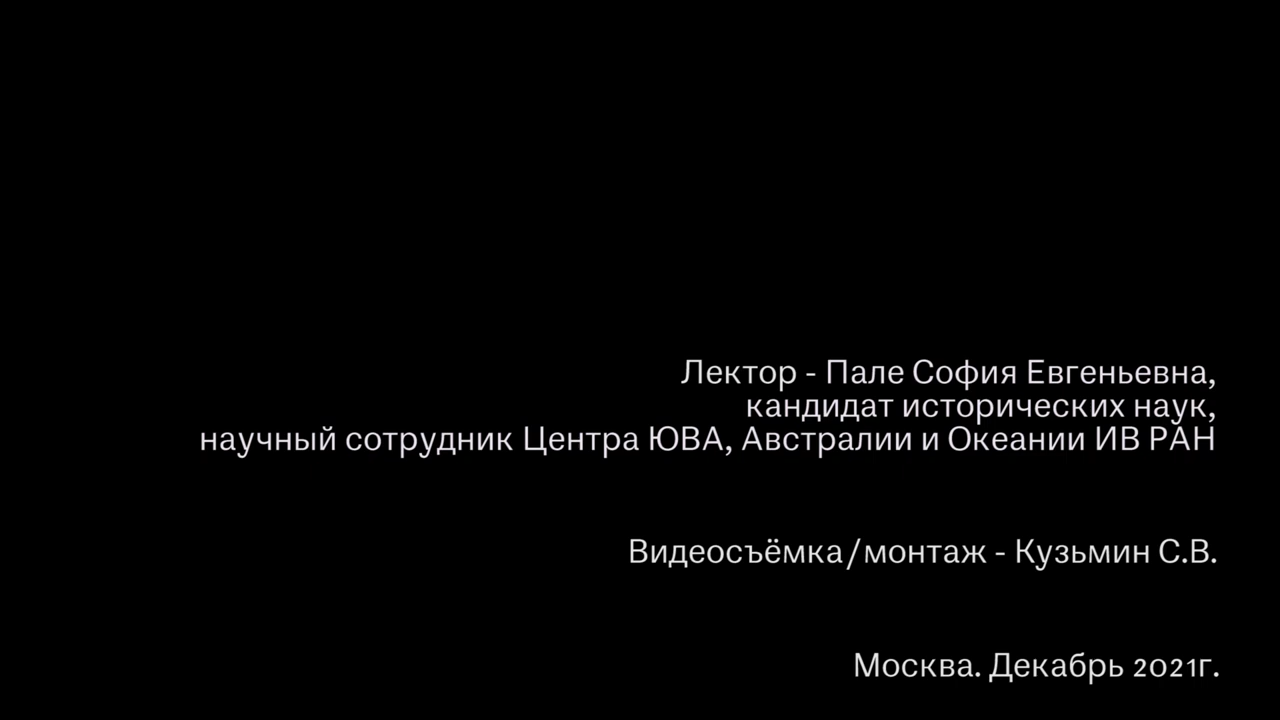 Лектор - Пале София Евгеньевна,
кандидат исторических наук,
научный сотрудник Центра ЮВА, Австралии и Океании ИВ РАН
Видеосъёмка/монтаж - Кузьмин С.В.
Москва. Декабрь 2021г.